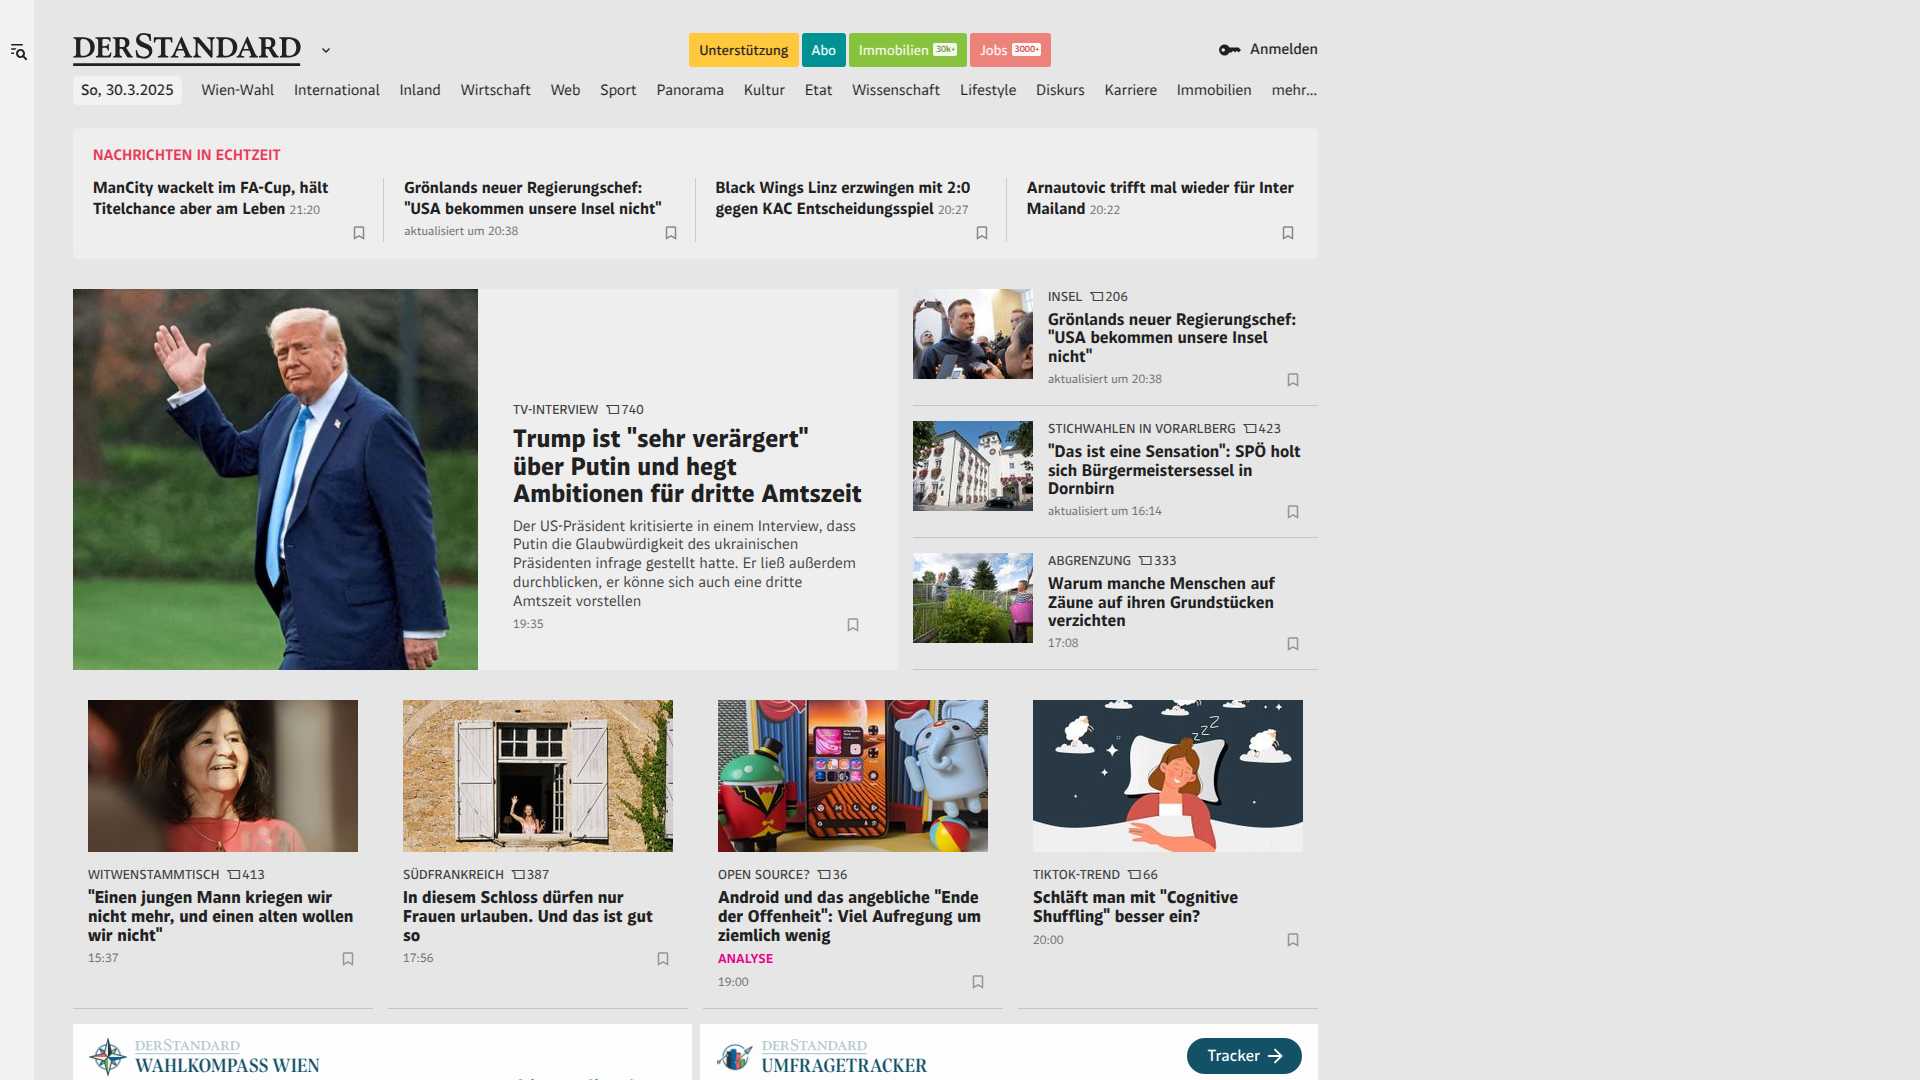 DERSTANDARD
Unterstützung
Abo
Immobilien 30k+
Jobs 3000+
Anmelden
So, 30.3.2025
Wien-Wahl
International
Inland
Wirtschaft
Web
Sport
Panorama
Kultur
Etat
Wissenschaft
Lifestyle
Diskurs
Karriere
Immobilien
mehr...
NACHRICHTEN IN ECHTZEIT
ManCity wackelt im FA-Cup, hält
Titelchance aber am Leben 21:20
Grönlands neuer Regierungschef:
"USA bekommen unsere Insel nicht"
aktualisiert um 20:38
Black Wings Linz erzwingen mit 2:0
gegen KAC Entscheidungsspiel 20:27
Arnautovic trifft mal wieder für Inter
Mailand 20:22
TV-INTERVIEW 740
Trump ist "sehr verärgert"
über Putin und hegt
Ambitionen für dritte Amtszeit
Der US-Präsident kritisierte in einem Interview, dass
Putin die Glaubwürdigkeit des ukrainischen
Präsidenten infrage gestellt hatte. Er ließ außerdem
durchblicken, er könne sich auch eine dritte
Amtszeit vorstellen
19:35
INSEL 206
Grönlands neuer Regierungschef:
"USA bekommen unsere Insel
nicht"
aktualisiert um 20:38
STICHWAHLEN IN VORARLBERG 423
"Das ist eine Sensation": SPÖ holt
sich Bürgermeistersessel in
Dornbirn
aktualisiert um 16:14
ABGRENZUNG 333
Warum manche Menschen auf
Zäune auf ihren Grundstücken
verzichten
17:08
WITWENSTAMMTISCH 413
"Einen jungen Mann kriegen wir
nicht mehr, und einen alten wollen
wir nicht"
15:37
SÜDFRANKREICH 387
In diesem Schloss dürfen nur
Frauen urlauben. Und das ist gut
so
17:56
OPEN SOURCE? 36
Android und das angebliche "Ende
der Offenheit": Viel Aufregung um
ziemlich wenig
ANALYSE
19:00
zzZ
TIKTOK-TREND 66
Schläft man mit "Cognitive
Shuffling" besser ein?
20:00
DERSTANDARD
WAHLKOMPASS WIEN
DERSTANDARD
UMFRAGETRACKER
Tracker